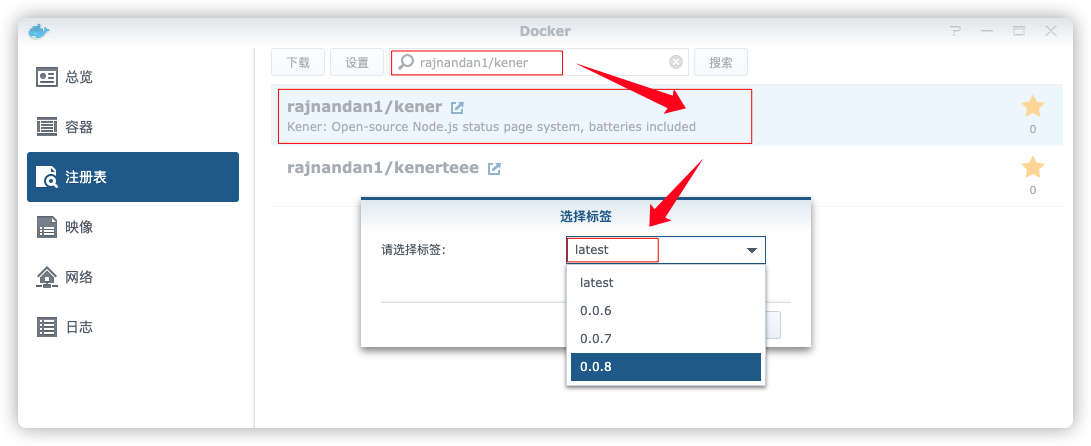 Docker
总览
容器
注册表
映像
网络
日志
下载 设置 rajnandan1/kener 搜索
rajnandan1/kener
Kener: Open-source Node.js status page system, batteries included
0
rajnandan1/kenerteee
0
选择标签
请选择标签: latest
latest
0.0.6
0.0.7
0.0.8